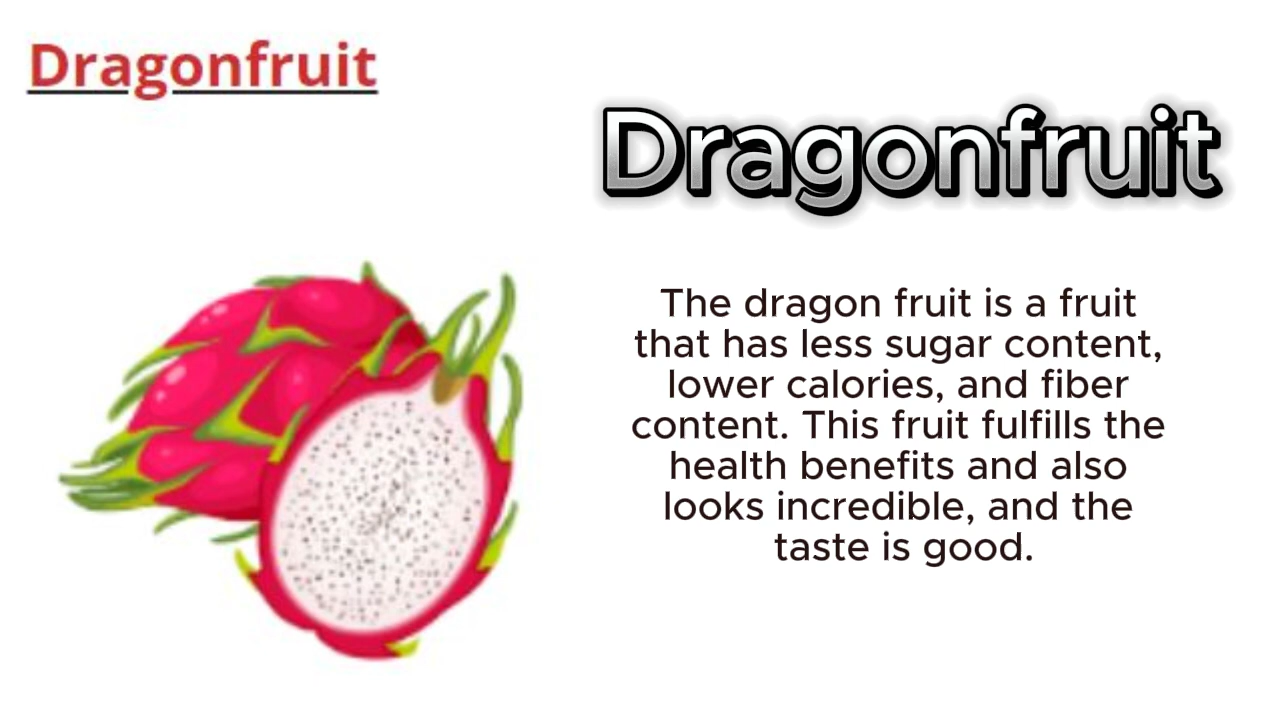 Dragonfruit
Dragonfruit
The dragon fruit is a fruit
that has less sugar content,
lower calories, and fiber
content. This fruit fulfills the
health benefits and also
looks incredible, and the
taste is good.